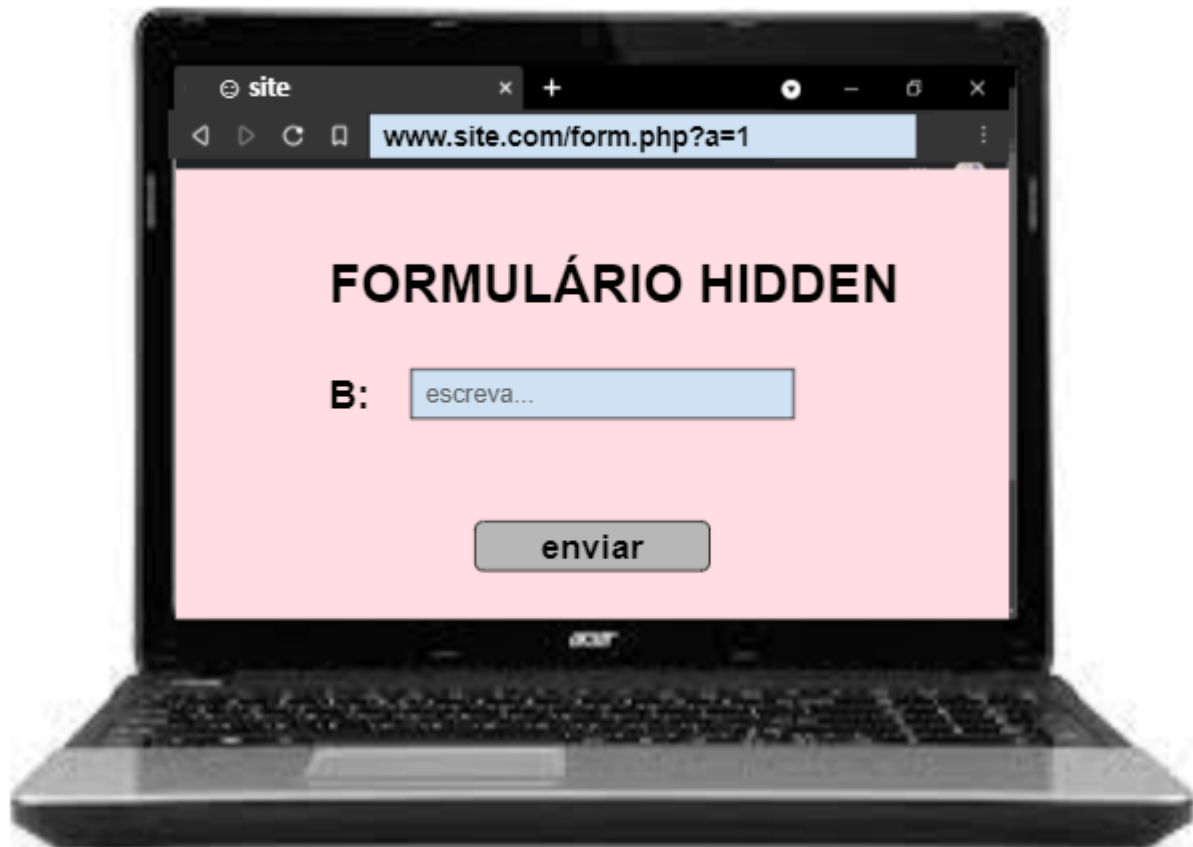 site
www.site.com/form.php?a=1
FORMULÁRIO HIDDEN
B: escreva...
enviar
acer